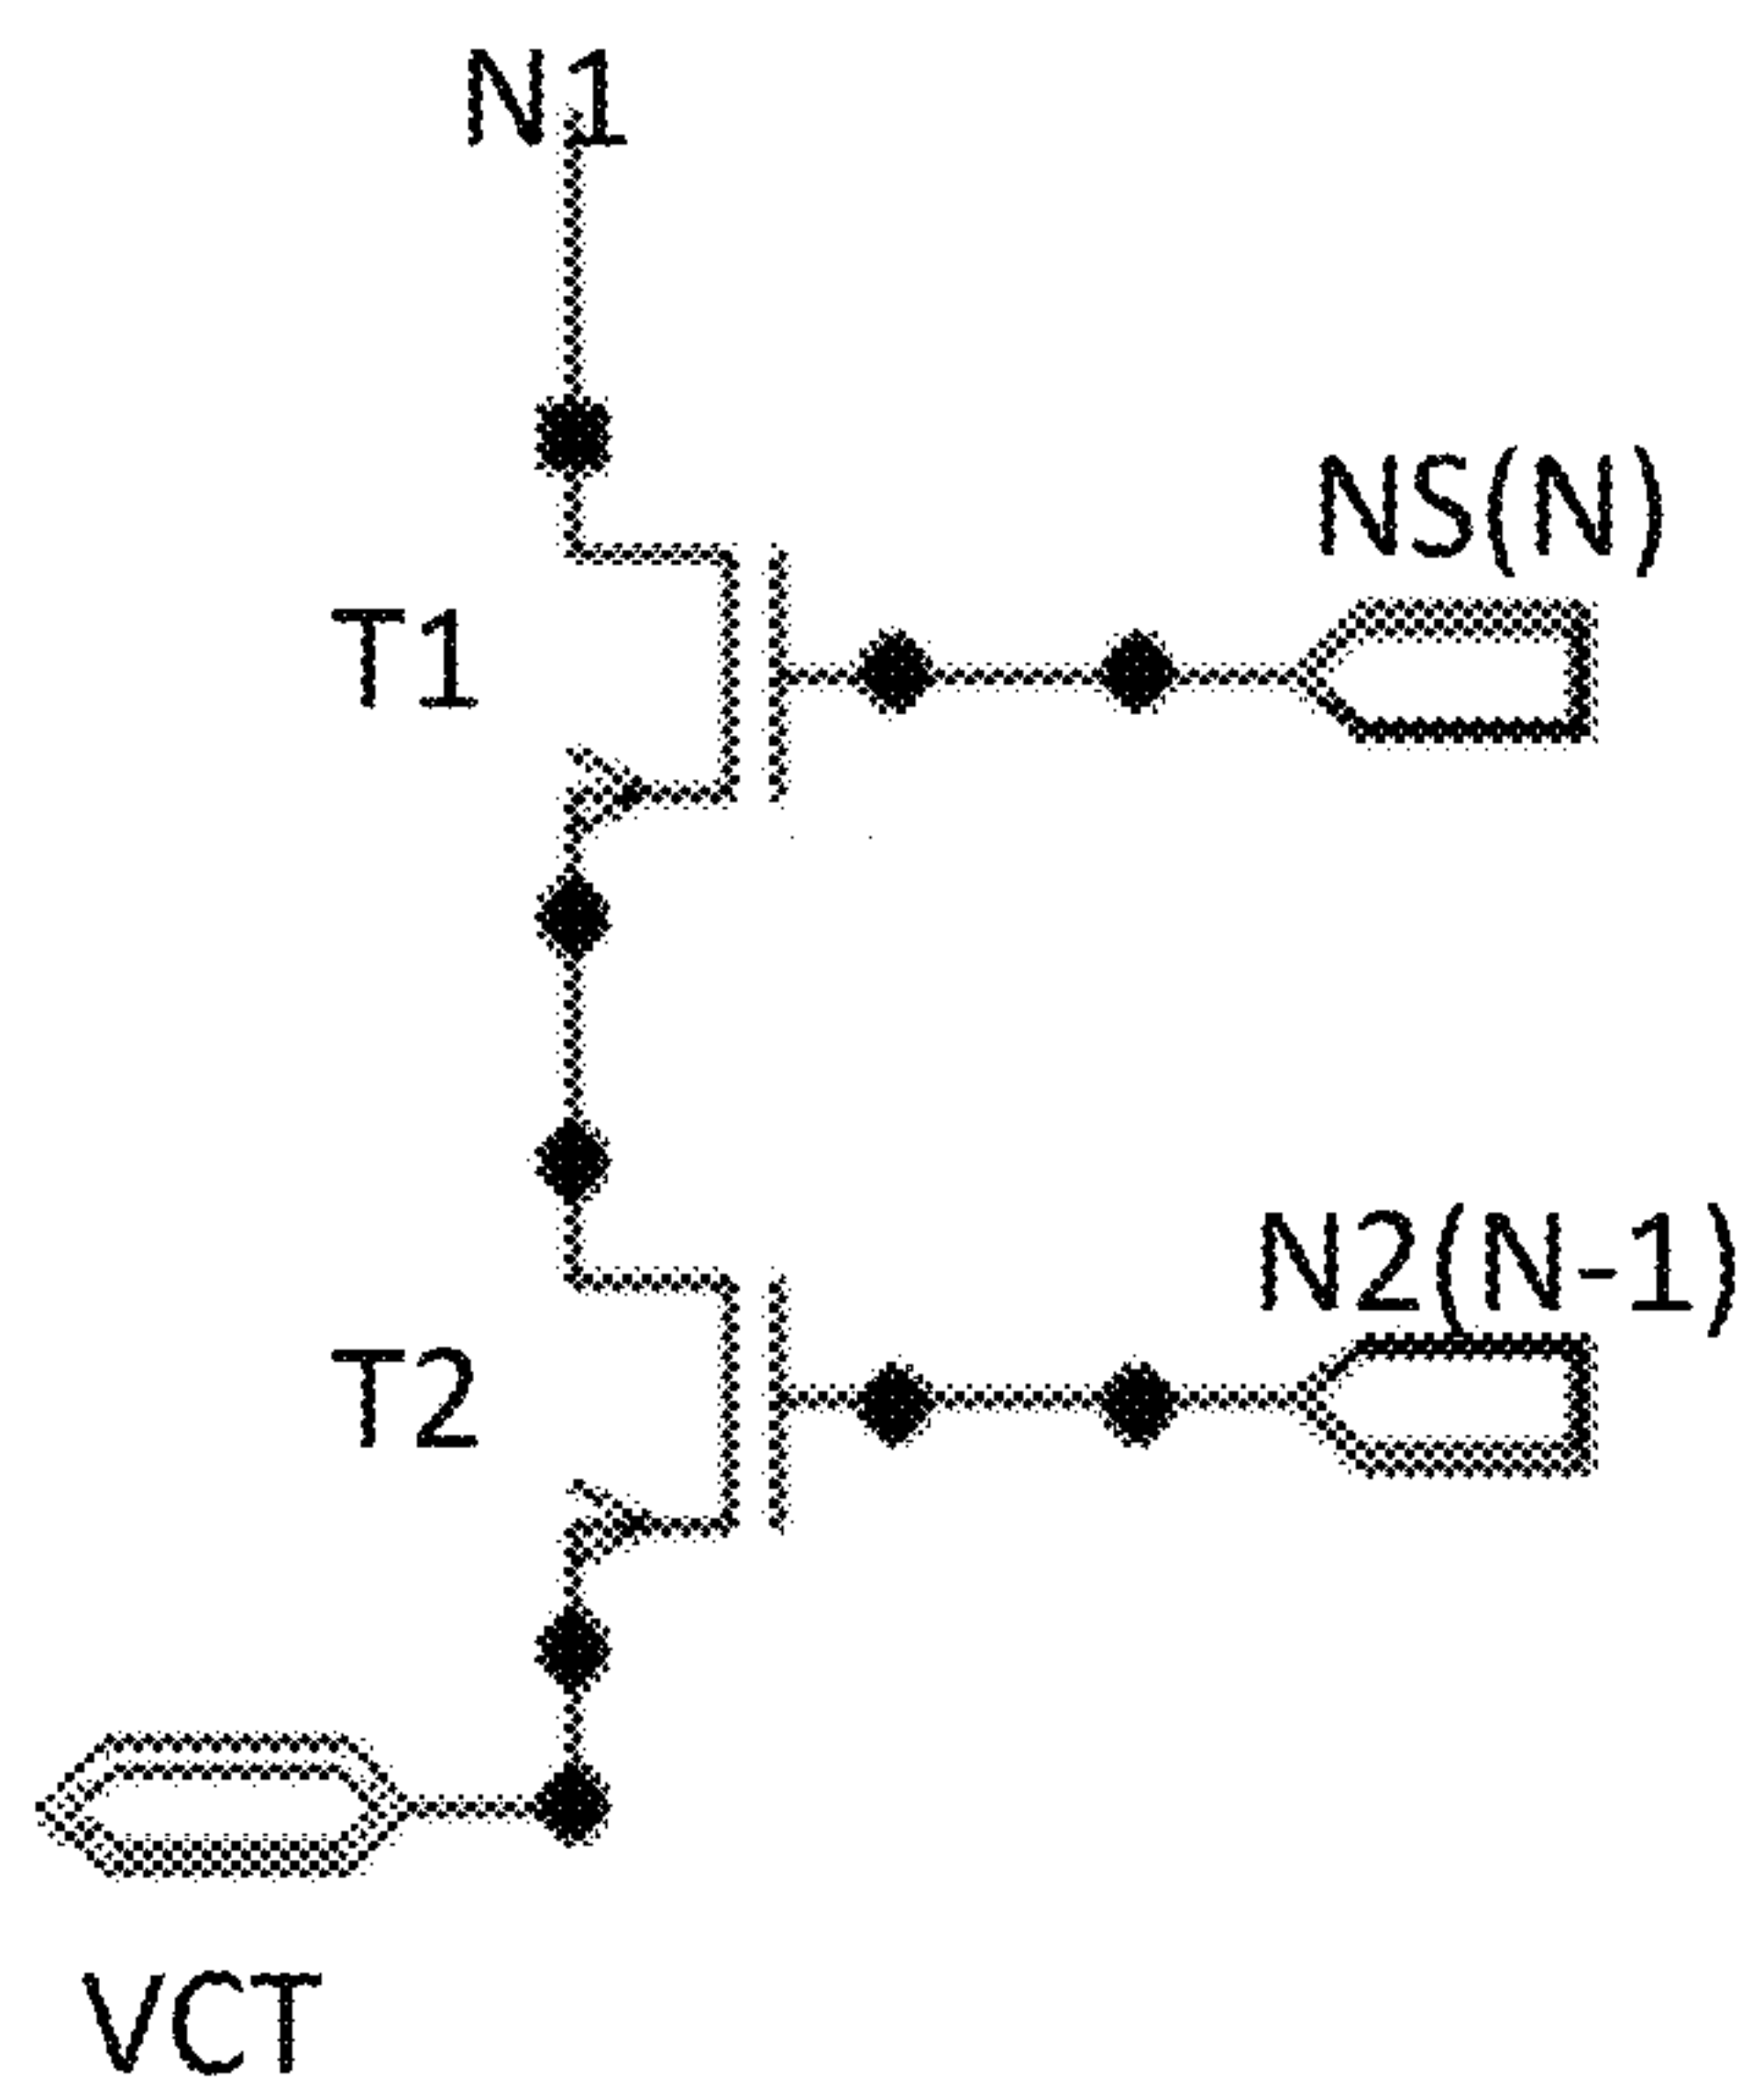 N1
NS(N)
T1
N2(N-1)
T2
VCT